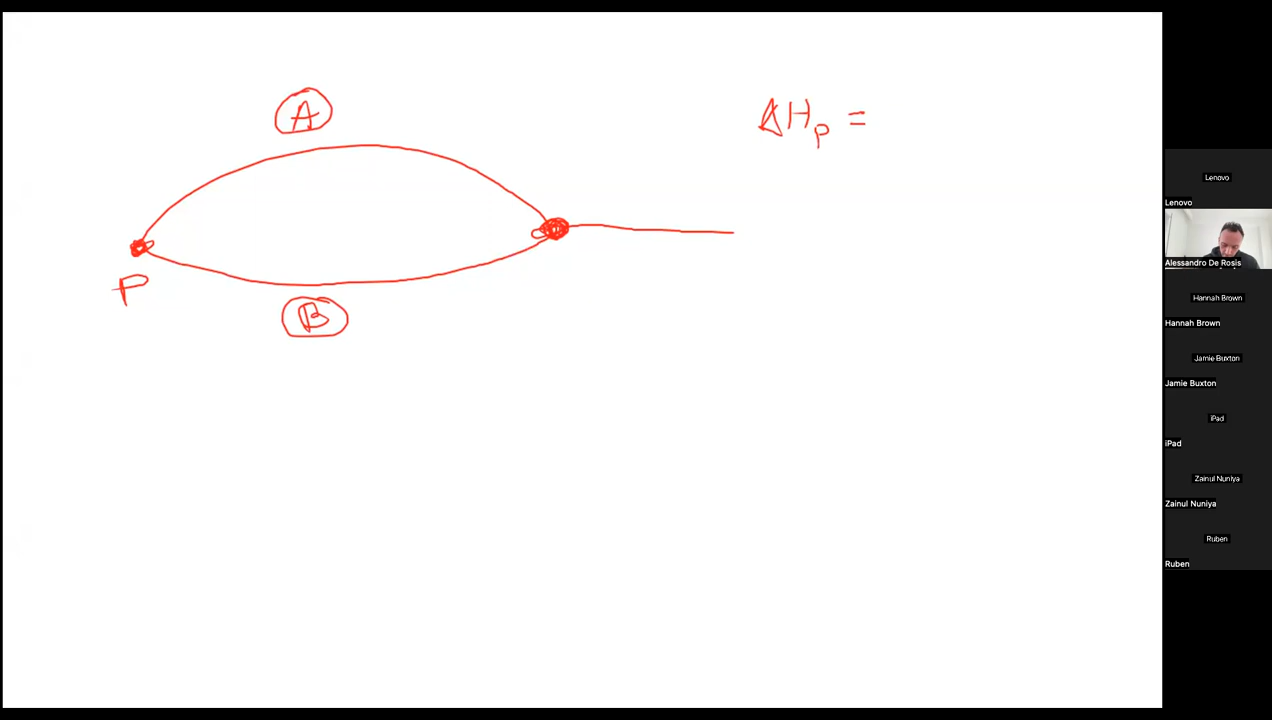 A
ΔH_p =
P
B
Lenovo
Lenovo
Alessandro De Rosis
Hannah Brown
Hannah Brown
Jamie Buxton
Jamie Buxton
iPad
iPad
Zainul Nuniya
Zainul Nuniya
Ruben
Ruben